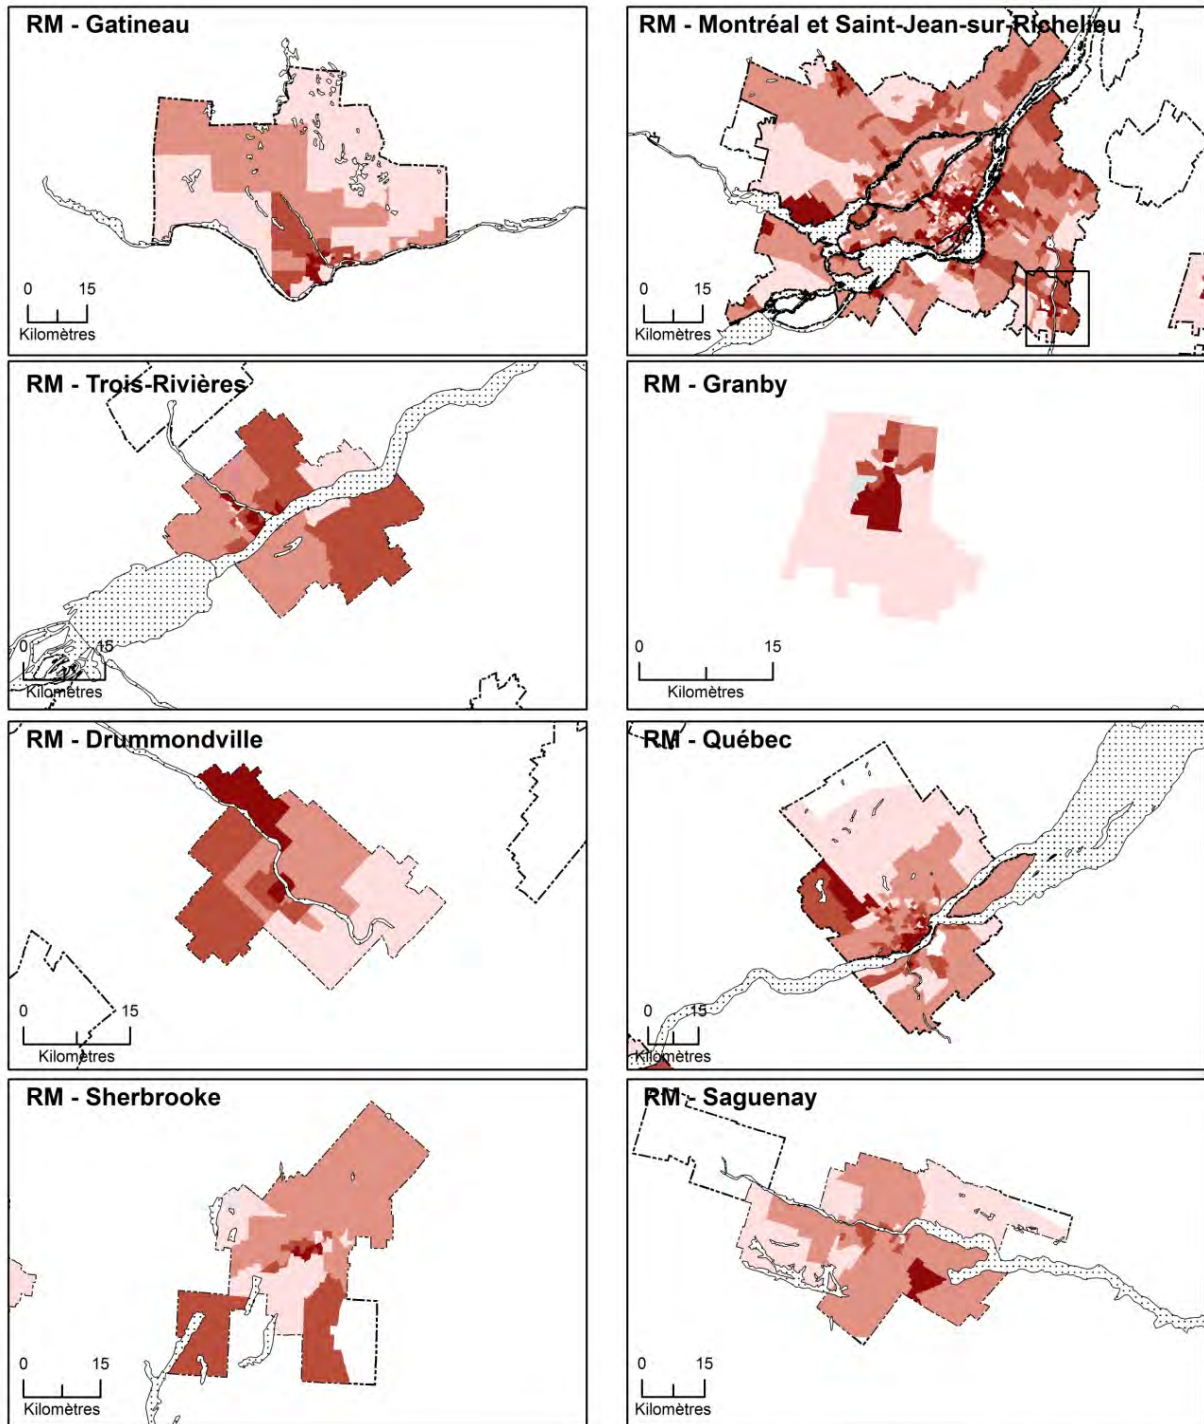 RM - Gatineau
0 15
Kilomètres
RM - Montréal et Saint-Jean-sur-Richelieu
0 15
Kilomètres
RM - Trois-Rivières
0 15
Kilomètres
RM - Granby
0 15
Kilomètres
RM - Drummondville
0 15
Kilomètres
RM - Québec
0 15
Kilomètres
RM - Sherbrooke
0 15
Kilomètres
RM - Saguenay
0 15
Kilomètres